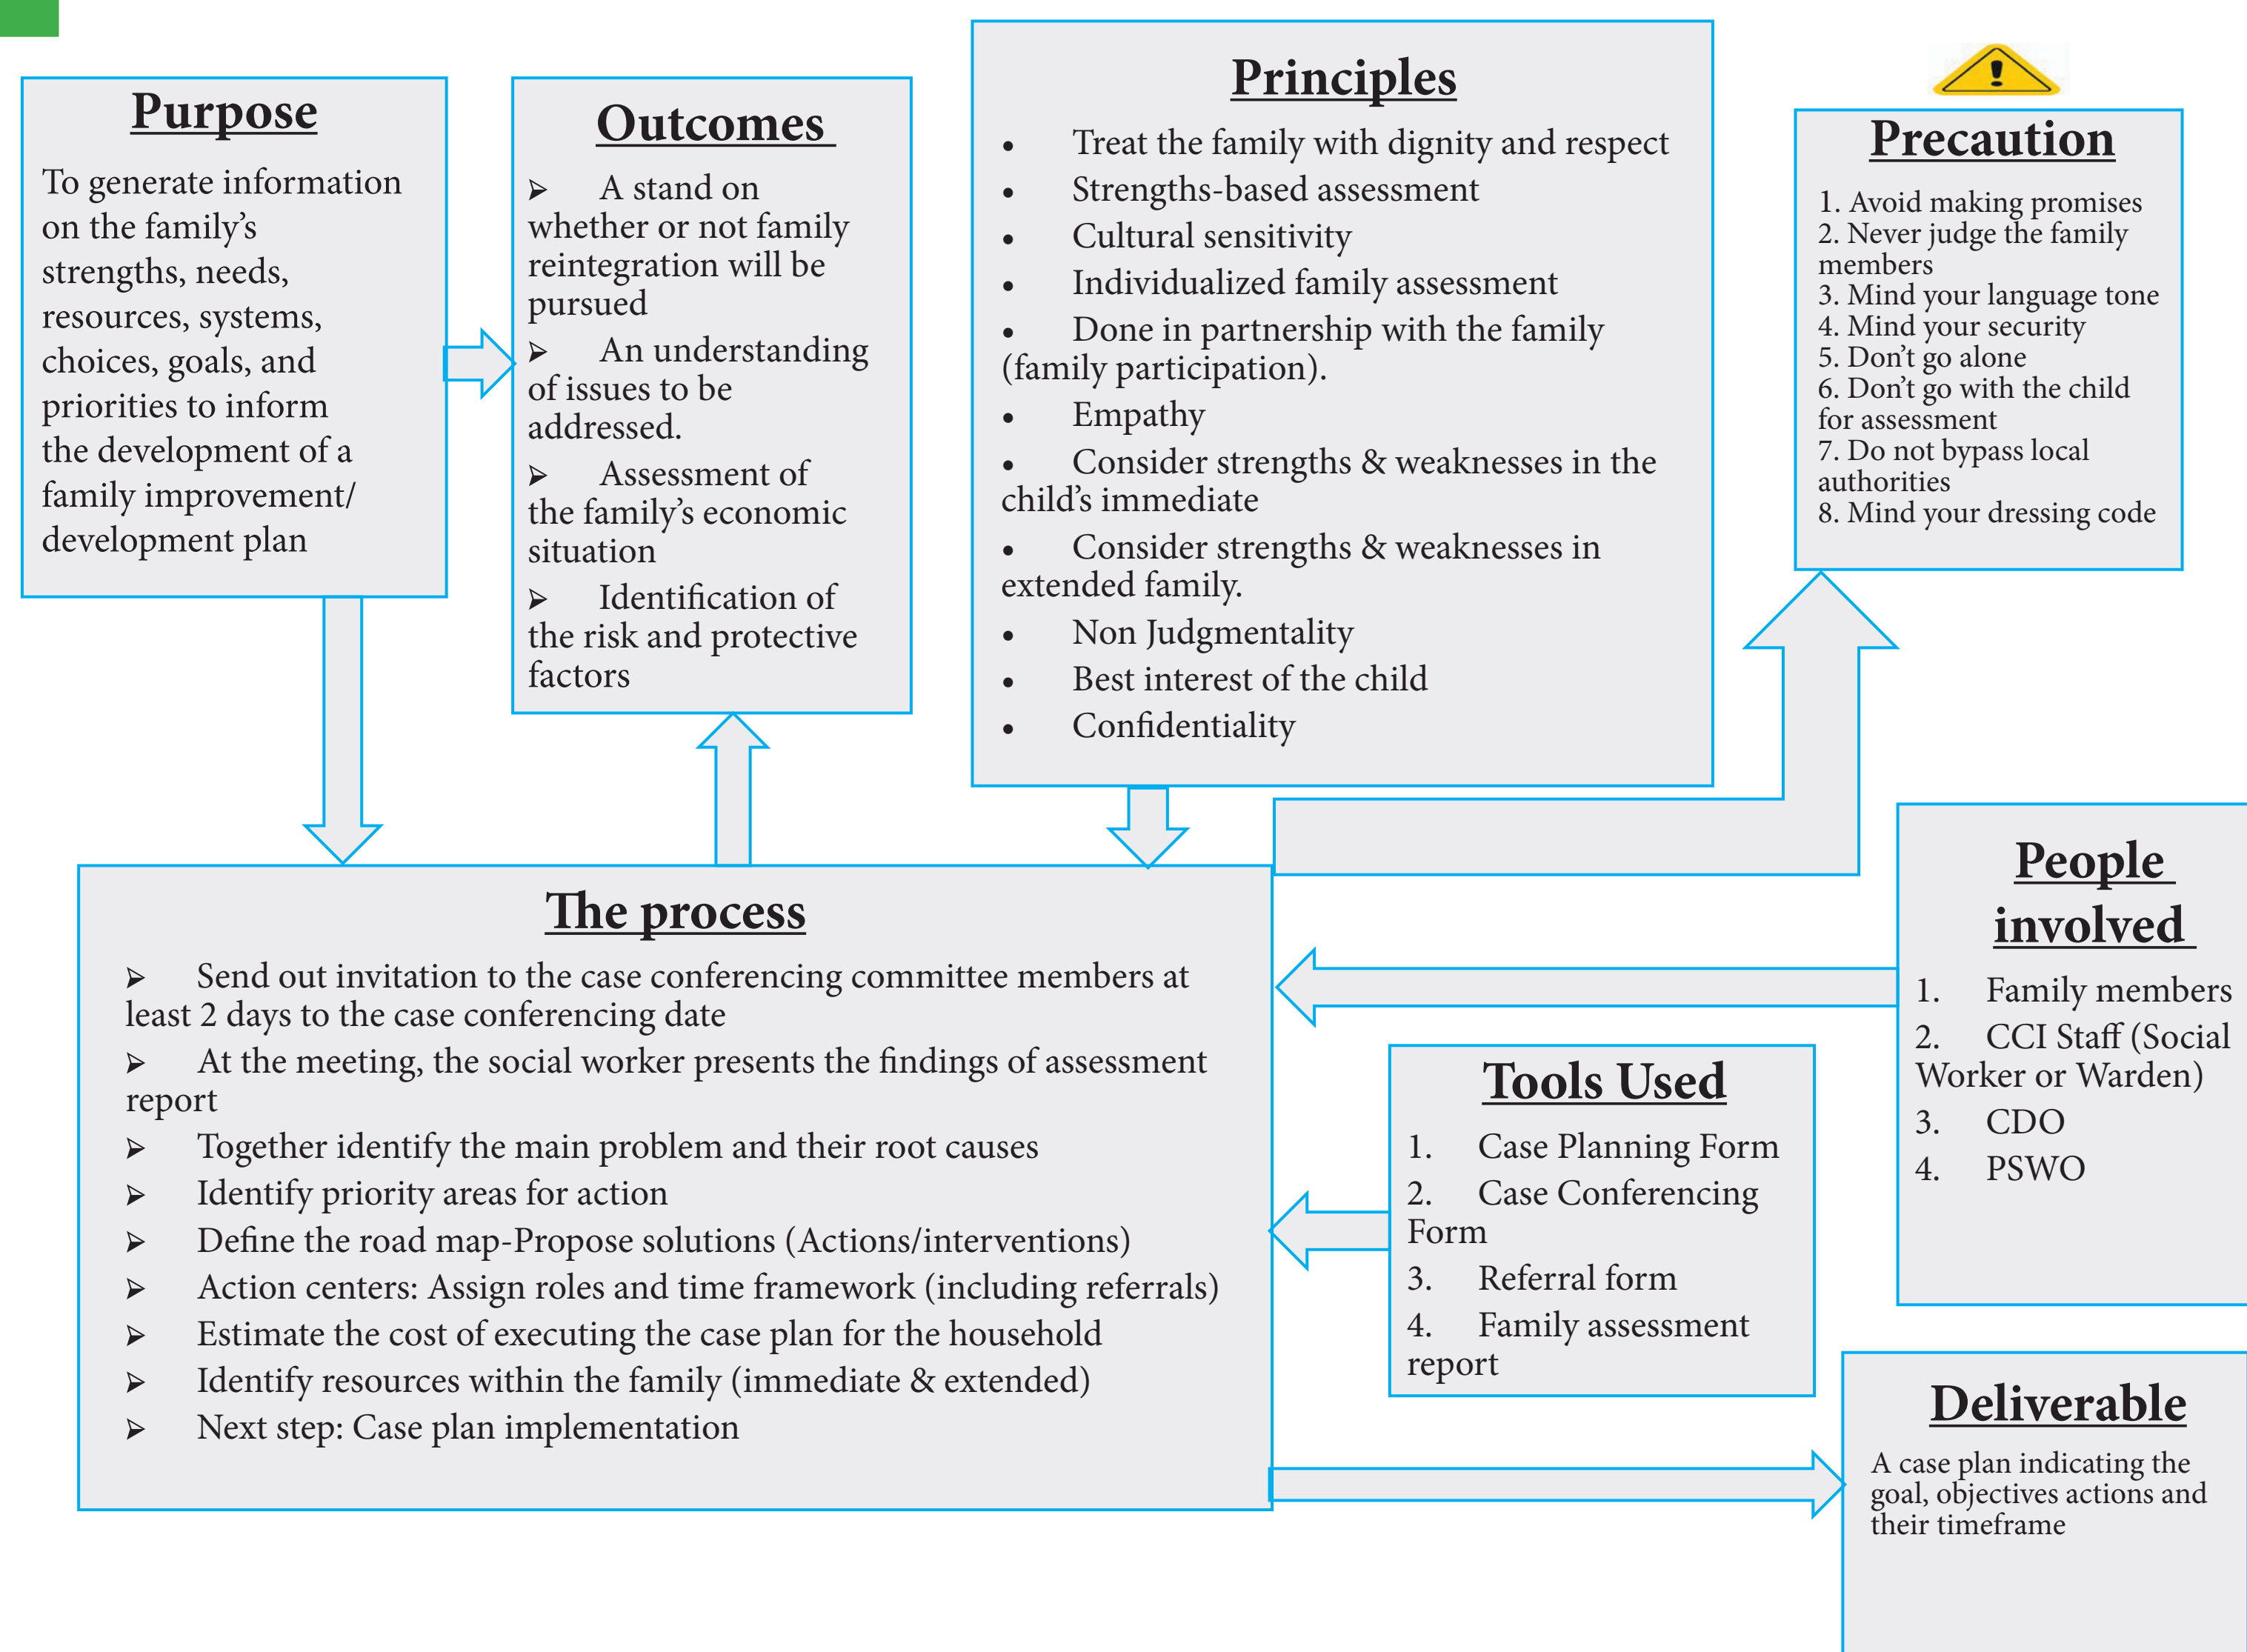 Purpose
To generate information
on the family’s
strengths, needs,
resources, systems,
choices, goals, and
priorities to inform
the development of a
family improvement/
development plan
Outcomes
➢ A stand on
whether or not family
reintegration will be
pursued
➢ An understanding
of issues to be
addressed.
➢ Assessment of
the family’s economic
situation
➢ Identification of
the risk and protective
factors
Principles
• Treat the family with dignity and respect
• Strengths-based assessment
• Cultural sensitivity
• Individualized family assessment
• Done in partnership with the family
(family participation).
• Empathy
• Consider strengths & weaknesses in the
child’s immediate
• Consider strengths & weaknesses in
extended family.
• Non Judgmentality
• Best interest of the child
• Confidentiality
!
Precaution
1. Avoid making promises
2. Never judge the family
members
3. Mind your language tone
4. Mind your security
5. Don’t go alone
6. Don’t go with the child
for assessment
7. Do not bypass local
authorities
8. Mind your dressing code
The process
➢ Send out invitation to the case conferencing committee members at
least 2 days to the case conferencing date
➢ At the meeting, the social worker presents the findings of assessment
report
➢ Together identify the main problem and their root causes
➢ Identify priority areas for action
➢ Define the road map-Propose solutions (Actions/interventions)
➢ Action centers: Assign roles and time framework (including referrals)
➢ Estimate the cost of executing the case plan for the household
➢ Identify resources within the family (immediate & extended)
➢ Next step: Case plan implementation
Tools Used
1. Case Planning Form
2. Case Conferencing
Form
3. Referral form
4. Family assessment
report
People
involved
1. Family members
2. CCI Staff (Social
Worker or Warden)
3. CDO
4. PSWO
Deliverable
A case plan indicating the
goal, objectives actions and
their timeframe